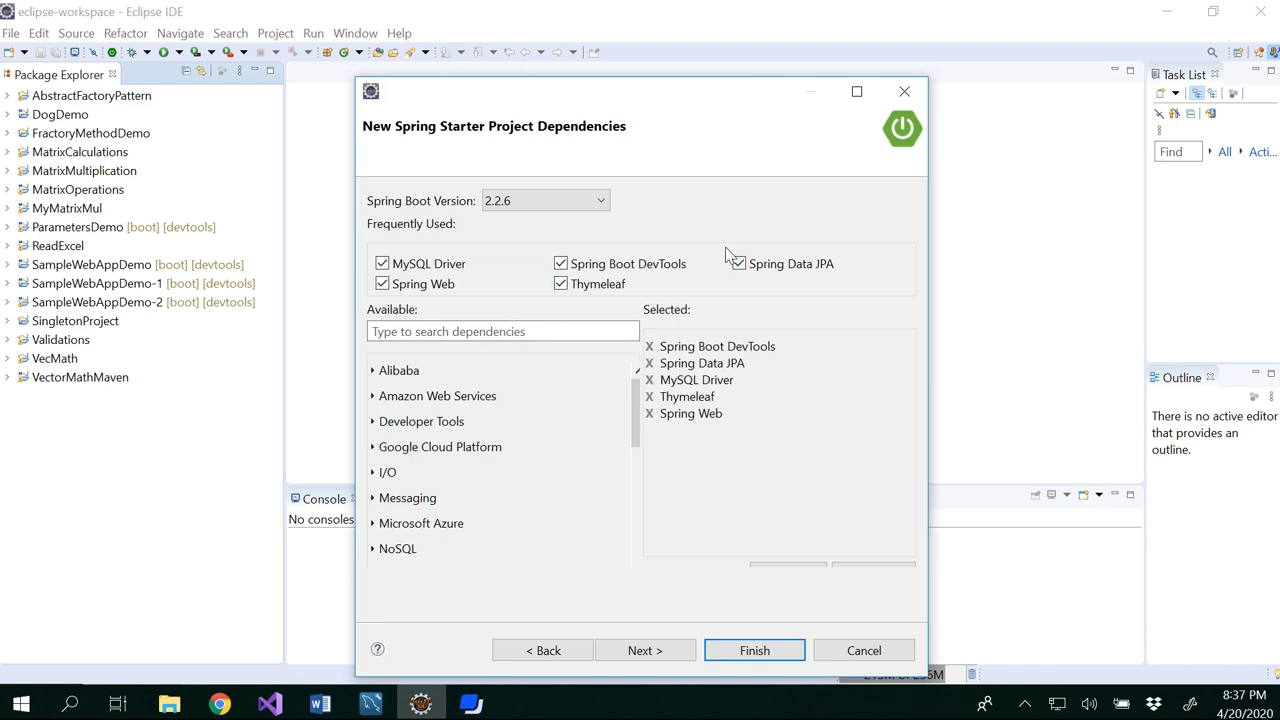 eclipse-workspace - Eclipse IDE
File Edit Source Refactor Navigate Search Project Run Window Help
Package Explorer
AbstractFactoryPattern
DogDemo
FractoryMethodDemo
MatrixCalculations
MatrixMultiplication
MatrixOperations
MyMatrixMul
ParametersDemo [boot] [devtools]
ReadExcel
SampleWebAppDemo [boot] [devtools]
SampleWebAppDemo-1 [boot] [devtools]
SampleWebAppDemo-2 [boot] [devtools]
SingletonProject
Validations
VecMath
VectorMathMaven
New Spring Starter Project Dependencies
Spring Boot Version: 2.2.6
Frequently Used:
MySQL Driver Spring Boot DevTools Spring Data JPA
Spring Web Thymeleaf
Available: Selected:
Type to search dependencies
Alibaba
Amazon Web Services
Developer Tools
Google Cloud Platform
I/O
Messaging
Microsoft Azure
NoSQL
X Spring Boot DevTools
X Spring Data JPA
X MySQL Driver
X Thymeleaf
X Spring Web
< Back Next > Finish Cancel
Console
No consoles
Task List
Find All Acti...
Outline
There is no active editor
that provides an
outline.
8:37 PM
4/20/2020